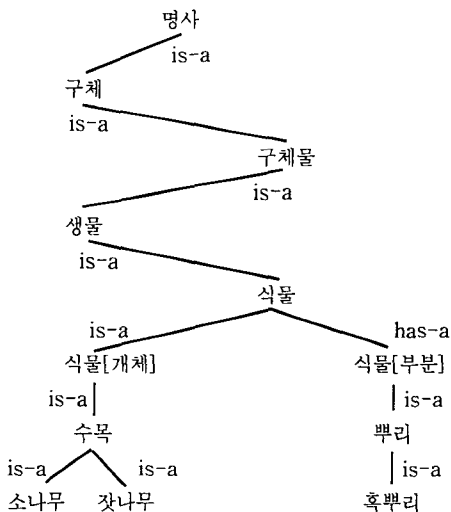 명사
is-a
구체
is-a
구체물
is-a
생물
is-a
식물
is-a has-a
식물[개체] 식물[부분]
is-a is-a
수목 뿌리
is-a is-a is-a
소나무 잣나무 혹뿌리